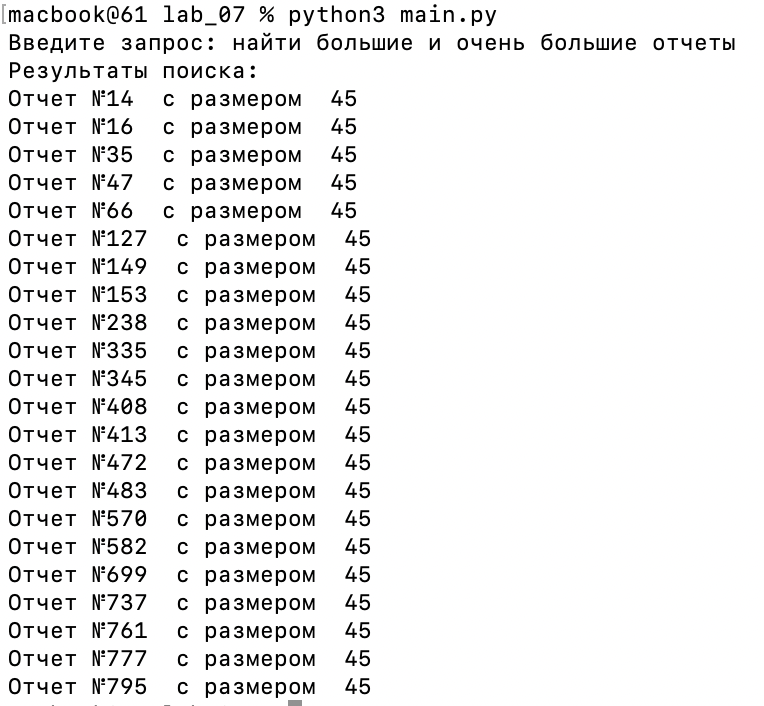 [macbook@61 lab_07 % python3 main.py
Введите запрос: найти большие и очень большие отчеты
Результаты поиска:
Отчет №14  с размером  45
Отчет №16  с размером  45
Отчет №35  с размером  45
Отчет №47  с размером  45
Отчет №66  с размером  45
Отчет №127  с размером  45
Отчет №149  с размером  45
Отчет №153  с размером  45
Отчет №238  с размером  45
Отчет №335  с размером  45
Отчет №345  с размером  45
Отчет №408  с размером  45
Отчет №413  с размером  45
Отчет №472  с размером  45
Отчет №483  с размером  45
Отчет №570  с размером  45
Отчет №582  с размером  45
Отчет №699  с размером  45
Отчет №737  с размером  45
Отчет №761  с размером  45
Отчет №777  с размером  45
Отчет №795  с размером  45